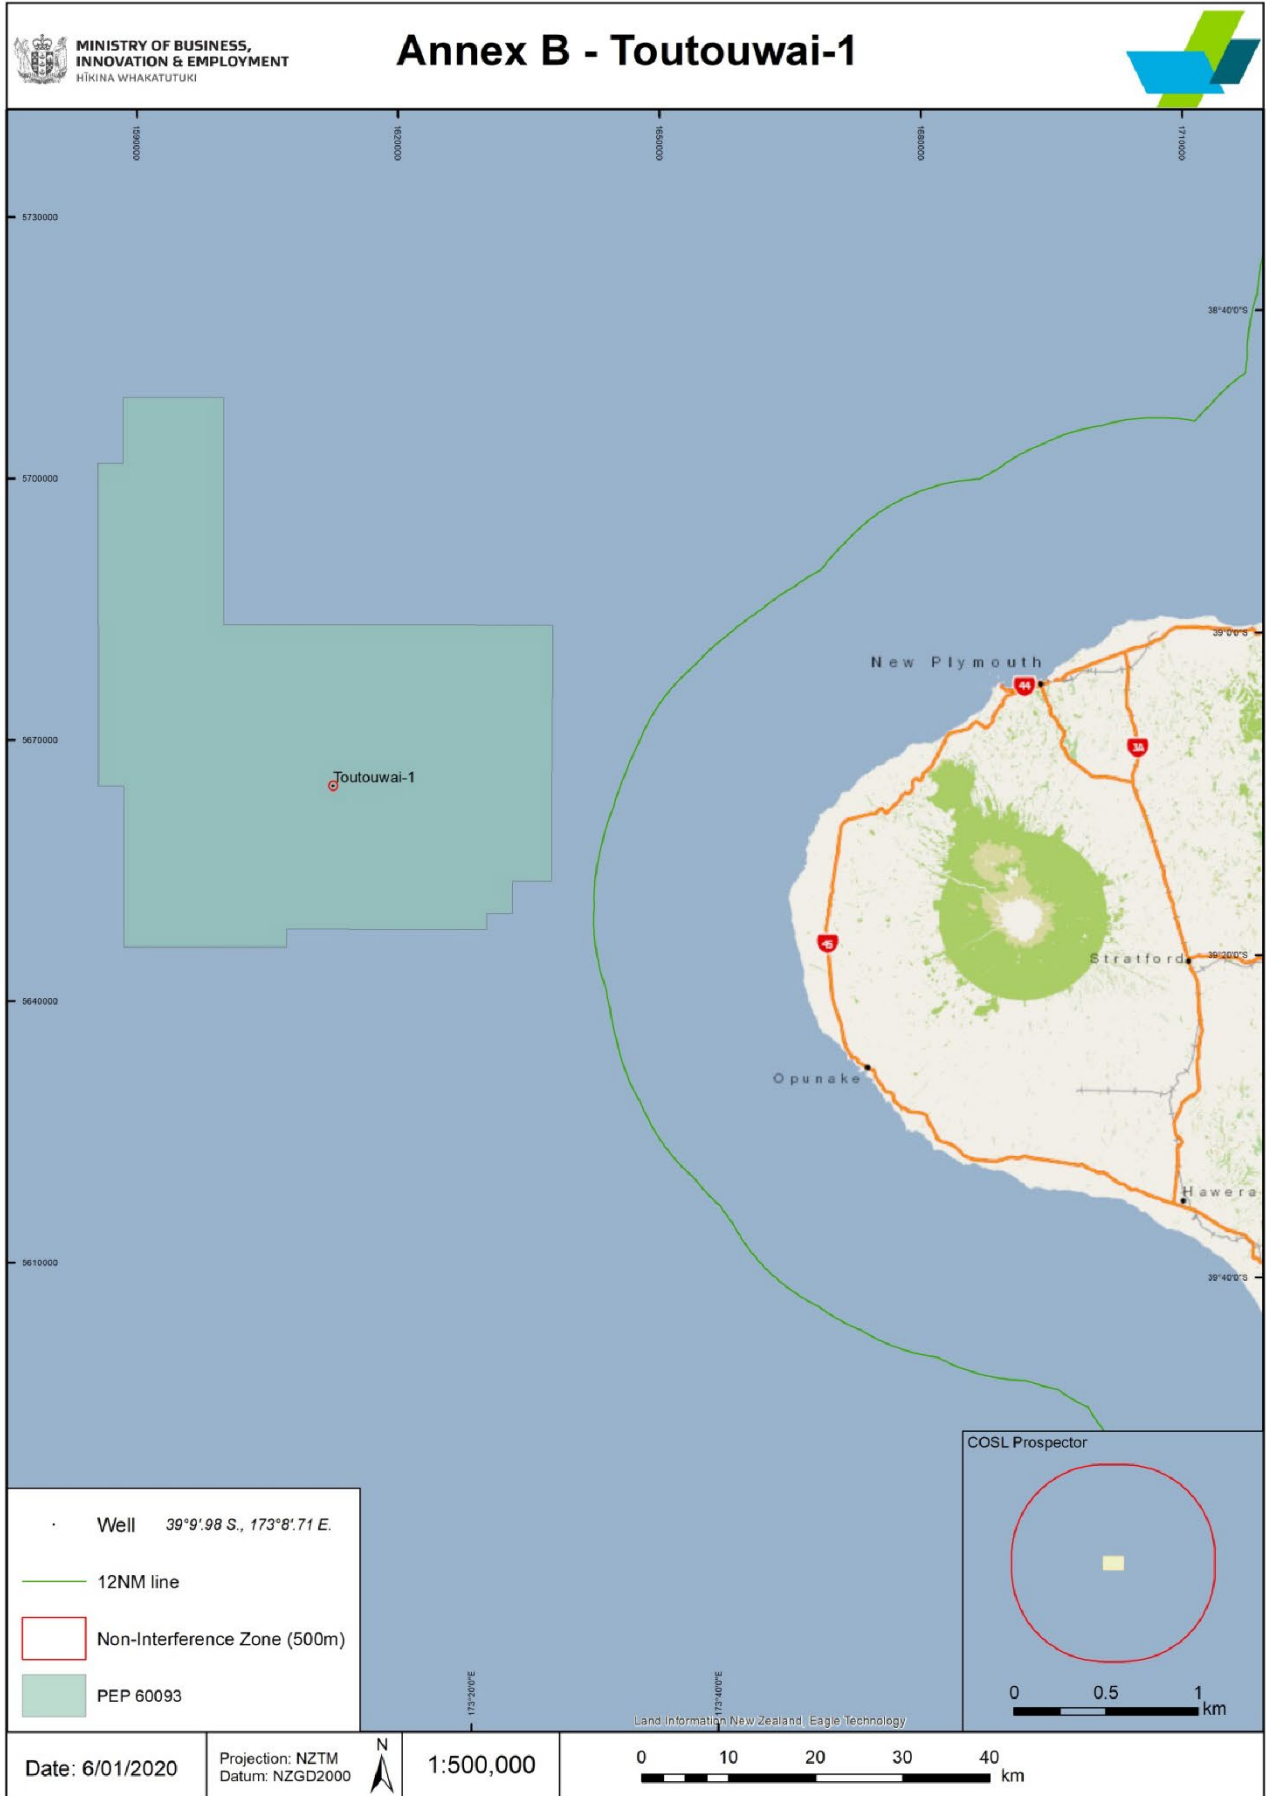 MINISTRY OF BUSINESS,
INNOVATION & EMPLOYMENT
HĪKINA WHAKATUTUKI
Annex B - Toutouwai-1
1590000
1620000
1650000
1680000
1710000
5730000
38°40'0"S
5700000
39°0'0"S
New Plymouth
44
5670000
3A
Toutouwai-1
45
Stratford
39°20'0"S
5640000
Opunake
Hawera
5610000
39°40'0"S
COSL Prospector
0 0.5 1
km
Well 39°9'.98 S., 173°8'.71 E.
12NM line
Non-Interference Zone (500m)
PEP 60093
173°20'0"E
173°40'0"E
Land Information New Zealand, Eagle Technology
Date: 6/01/2020
Projection: NZTM
Datum: NZGD2000
N
1:500,000
0 10 20 30 40
km